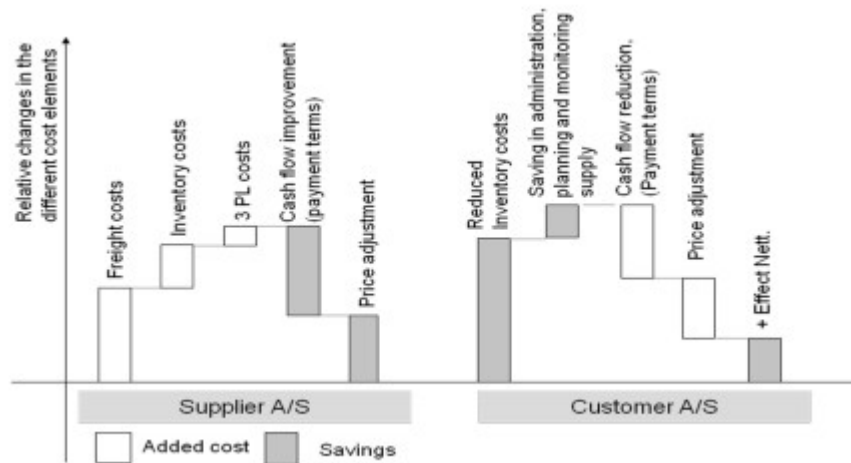 Relative changes in the
different cost elements
Freight costs
Inventory costs
3 PL costs
Cash flow improvement
(payment terms)
Price adjustment
Reduced
Inventory costs
Saving in administration,
planning and monitoring
supply
Cash flow reduction,
(Payment terms)
Price adjustment
+ Effect Nett.
Supplier A/S
Customer A/S
Added cost
Savings